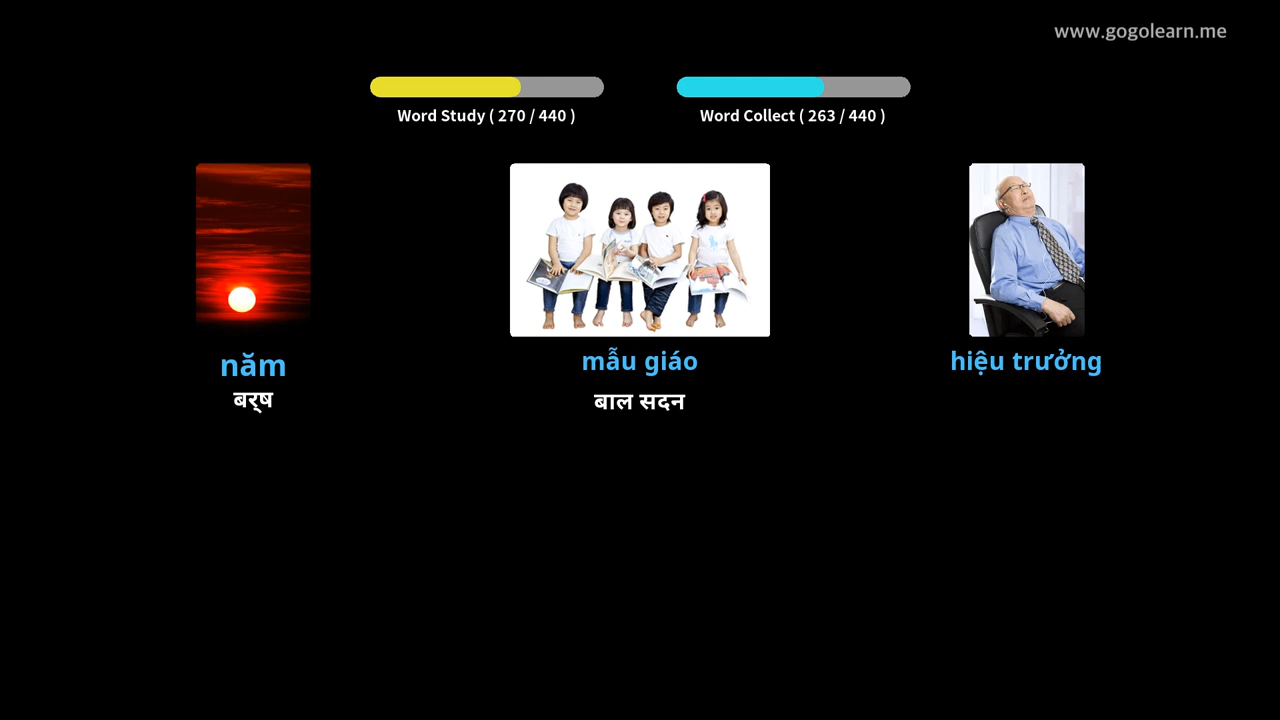 www.gogolearn.me
Word Study ( 270 / 440 )
Word Collect ( 263 / 440 )
năm
बर्‌ष
mẫu giáo
बाल सदन
hiệu trưởng